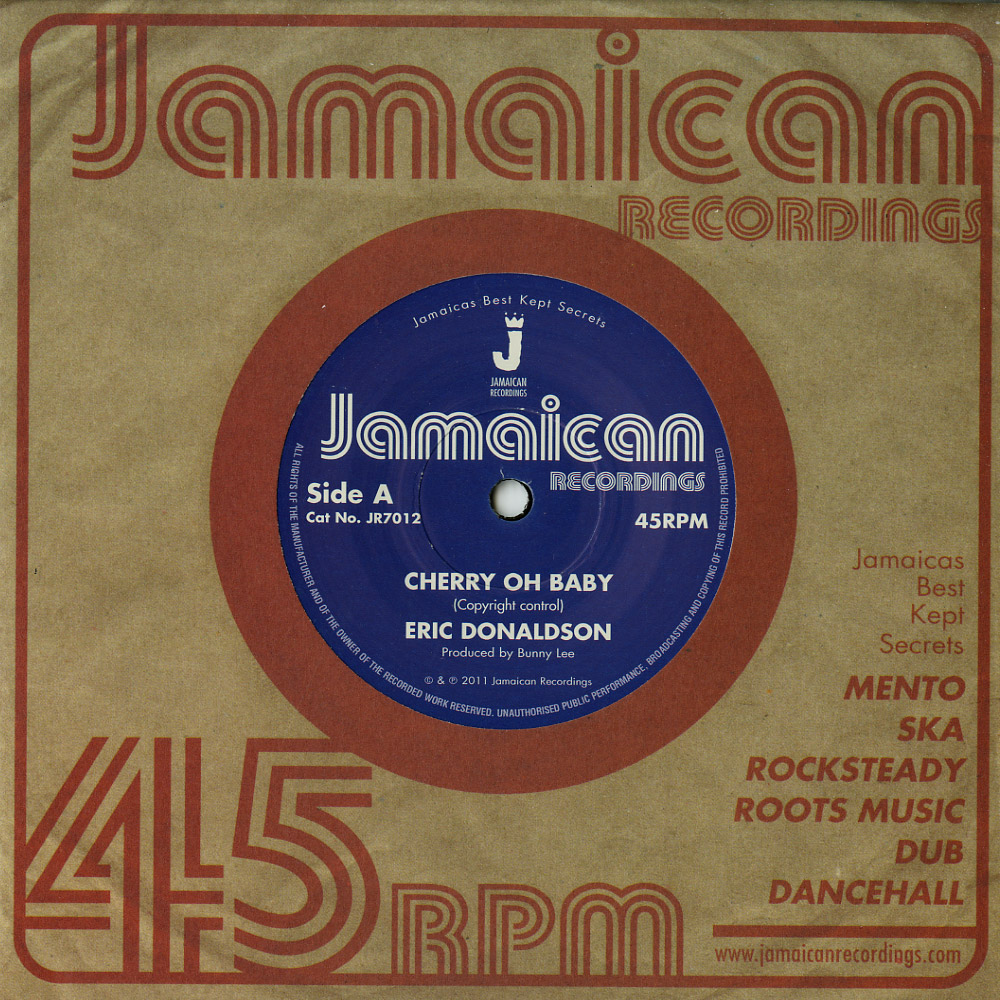 Jamaican
RECORDINGS
Jamaicas Best Kept Secrets
J
JAMAICAN
RECORDINGS
Jamaican
RECORDINGS
Side A
Cat No. JR7012
45RPM
CHERRY OH BABY
(Copyright control)
ERIC DONALDSON
Produced by Bunny Lee
© & ℗ 2011 Jamaican Recordings
ALL RIGHTS OF THE MANUFACTURER AND OF THE OWNER OF THE RECORDED WORK RESERVED. UNAUTHORISED PUBLIC PERFORMANCE, BROADCASTING AND COPYING OF THIS RECORD PROHIBITED
Jamaicas
Best
Kept
Secrets
MENTO
SKA
ROCKSTEADY
ROOTS MUSIC
DUB
DANCEHALL
www.jamaicanrecordings.com
45 RPM